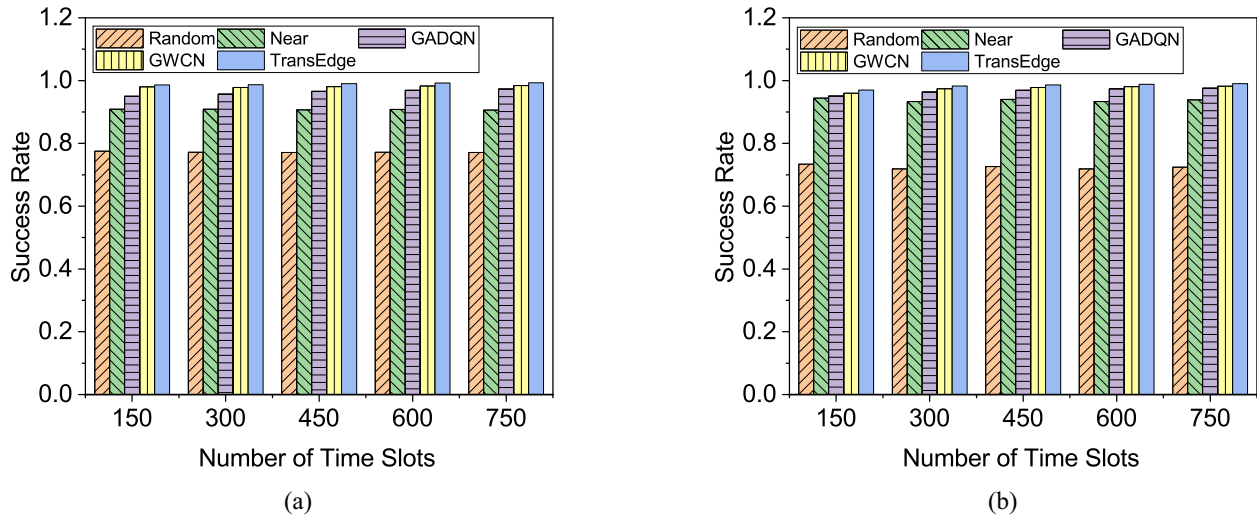 1.2
1.0
0.8
0.6
0.4
0.2
0.0
Success Rate
Random Near GADQN
GWCN TransEdge
150 300 450 600 750
Number of Time Slots
(a)
1.2
1.0
0.8
0.6
0.4
0.2
0.0
Success Rate
Random Near GADQN
GWCN TransEdge
150 300 450 600 750
Number of Time Slots
(b)